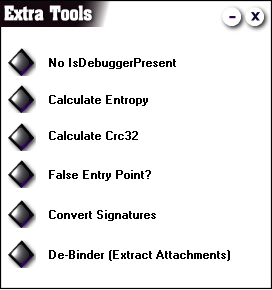 Extra Tools
No IsDebuggerPresent
Calculate Entropy
Calculate Crc32
False Entry Point?
Convert Signatures
De-Binder (Extract Attachments)